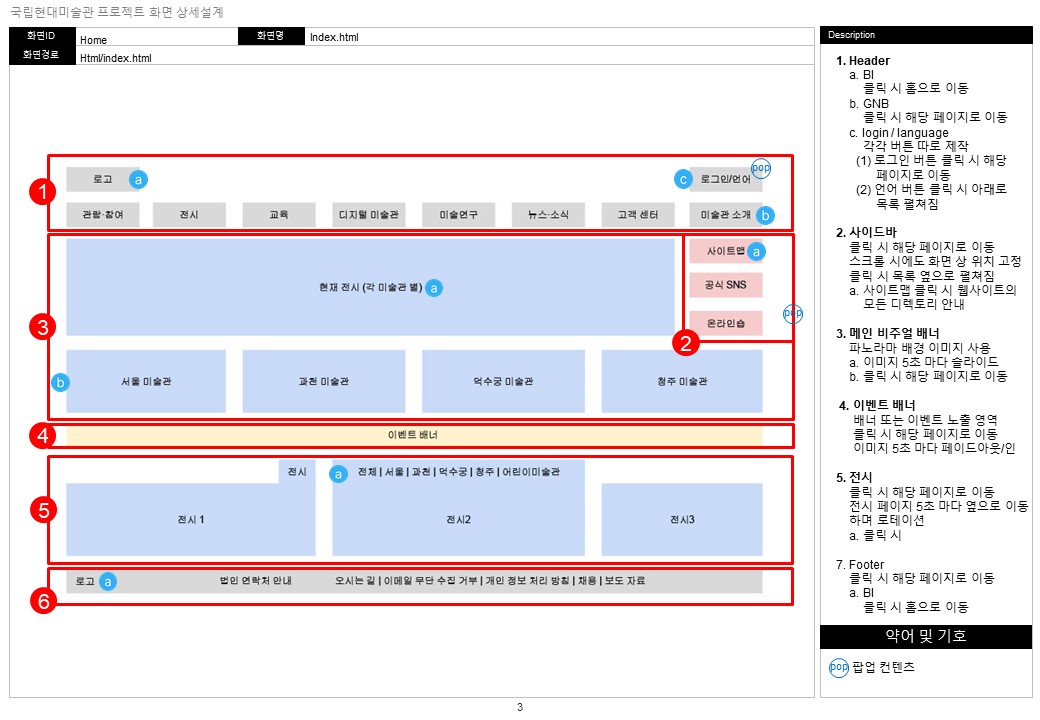 국립현대미술관 프로젝트 화면 상세설계
화면ID
Home
화면명
Index.html
화면경로
Html/index.html
pop
로고
a
c
로그인/언어
1
관람·참여
전시
교육
디지털 미술관
미술연구
뉴스·소식
고객 센터
미술관 소개
b
사이트맵
a
현재 전시 (각 미술관 별)
a
공식 SNS
pop
온라인숍
3
2
b
서울 미술관
과천 미술관
덕수궁 미술관
청주 미술관
4
이벤트 배너
전시
a
전체 | 서울 | 과천 | 덕수궁 | 청주 | 어린이미술관
5
전시 1
전시2
전시3
로고
a
법인 연락처 안내
오시는 길 | 이메일 무단 수집 거부 | 개인 정보 처리 방침 | 채용 | 보도 자료
6
Description
1. Header
a. BI
클릭 시 홈으로 이동
b. GNB
클릭 시 해당 페이지로 이동
c. login / language
각각 버튼 따로 제작
(1) 로그인 버튼 클릭 시 해당
페이지로 이동
(2) 언어 버튼 클릭 시 아래로
목록 펼쳐짐
2. 사이드바
클릭 시 해당 페이지로 이동
스크롤 시에도 화면 상 위치 고정
클릭 시 목록 옆으로 펼쳐짐
a. 사이트맵 클릭 시 웹사이트의
모든 디렉토리 안내
3. 메인 비주얼 배너
파노라마 배경 이미지 사용
a. 이미지 5초 마다 슬라이드
b. 클릭 시 해당 페이지로 이동
4. 이벤트 배너
배너 또는 이벤트 노출 영역
클릭 시 해당 페이지로 이동
이미지 5초 마다 페이드아웃/인
5. 전시
클릭 시 해당 페이지로 이동
전시 페이지 5초 마다 옆으로 이동
하며 로테이션
a. 클릭 시
7. Footer
클릭 시 해당 페이지로 이동
a. BI
클릭 시 홈으로 이동
약어 및 기호
pop 팝업 컨텐츠
3